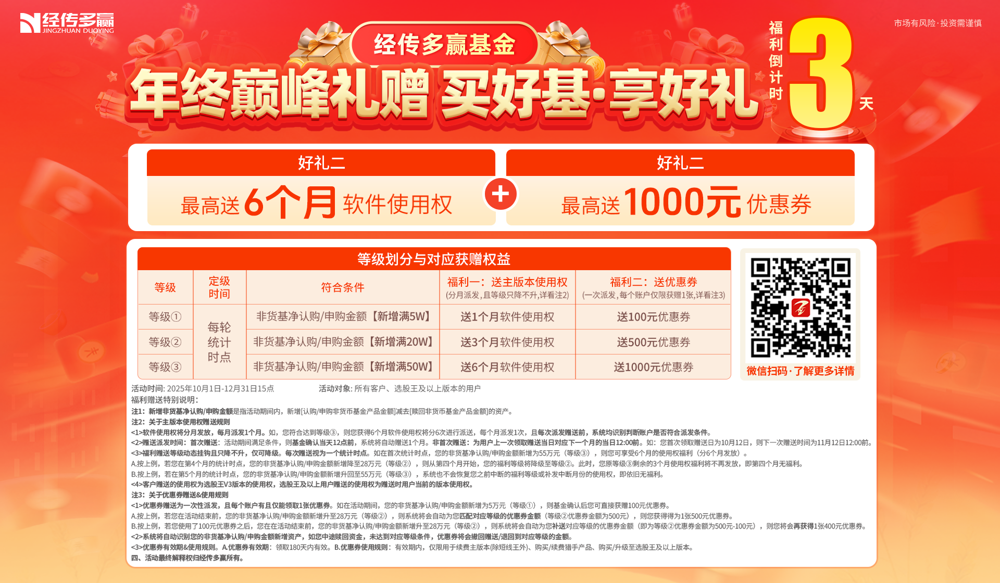 经传多赢
JINGZHUAN DUOYING
市场有风险·投资需谨慎
经传多赢基金
年终巅峰礼赠 买好基·享好礼
福利倒计时
3
天
好礼二
最高送6个月软件使用权
+
好礼二
最高送1000元优惠券
等级划分与对应获赠权益
等级
定级
时间
符合条件
福利一：送主版本使用权
(分月派发,且等级只降不升,详看注2)
福利二：送优惠券
(一次派发,每个账户仅限获赠1张,详看注3)
等级①
非货基净认购/申购金额【新增满5W】
送1个月软件使用权
送100元优惠券
每轮
统计
时点
等级②
非货基净认购/申购金额【新增满20W】
送3个月软件使用权
送500元优惠券
等级③
非货基净认购/申购金额【新增满50W】
送6个月软件使用权
送1000元优惠券
微信扫码·了解更多详情
活动时间: 2025年10月1日-12月31日15点
活动对象: 所有客户、选股王及以上版本的用户
福利赠送特别说明：
注1：新增非货基净认购/申购金额是指活动期间内，新增[认购/申购非货币基金产品金额]减去[赎回非货币基金产品金额]的资产。
注2：关于主版本使用权赠送规则
<1>软件使用权将分月发放，每月派发1个月。如，您符合达到等级③，则您获得6个月软件使用权将分6次进行派送，每个月派发1次，且每次派发赠送前，系统均识别判断账户是否符合派发条件。
<2>赠送派发时间：首次赠送：活动期间满足条件，则基金确认当天12点前，系统将自动赠送1个月。非首次赠送：为用户上一次领取赠送当日对应下一个月的当日12:00前。如：您首次领取赠送日为10月12日，则下一次赠送时间为11月12日12:00前。
<3>福利赠送等级动态挂钩且只降不升，仅可降级。每次赠送视为一个统计时点。如在首次统计时点，您的非货基净认购/申购金额新增为55万元（等级③），则您可享受6个月的使用权福利（分6个月发放）。
A.按上例，若您在第4个月的统计时点，您的非货基净认购/申购金额新增降至28万元（等级②），则从第四个月开始，您的福利等级将降级至等级②。此时，您原等级③剩余的3个月使用权福利将不再发放，即第四个月无福利。
B.按上例，若在第5个月的统计时点，您的非货基净认购/申购金额新增升回至55万元（等级③），系统也不会恢复您之前中断的福利等级或补发中断月份的使用权，即依旧无福利。
<4>客户赠送的使用权为选股王V3版本的使用权，选股王及以上用户赠送的使用权为赠送时用户当前的版本使用权。
注3：关于优惠券赠送&使用规则
<1>优惠券赠送为一次性派发，且每个账户有且仅能领取1张优惠券。如在活动期间，您的非货基净认购/申购金额新增为5万元（等级①），则基金确认后您可直接获赠100元优惠券。
A.按上例，若您在活动结束前，您的非货基净认购/申购金额新增升至28万元（等级②），则系统将会自动为您匹配对应等级的优惠券金额（等级②优惠券金额为500元），则您获得得为1张500元优惠券。
B.按上例，若您使用了100元优惠券之后，您在在活动结束前，您的非货基净认购/申购金额新增升至28万元（等级②），则系统将会自动为您补送对应等级的优惠券金额（即为等级②优惠券金额为500元-100元），则您将会再获得1张400元优惠券。
<2>系统将自动识别您的非货基净认购/申购金额新增资产，如您中途赎回资金，未达到对应等级条件，优惠券将会撤回赠送/退回到对应等级的金额。
<3>优惠券有效期&使用规则。A.优惠券有效期：领取180天内有效。B.优惠券使用规则：有效期内，仅限用于续费主版本(除短线王外)、购买/续费猎手产品、购买/升级至选股王及以上版本。
四、活动最终解释权归经传多赢所有。